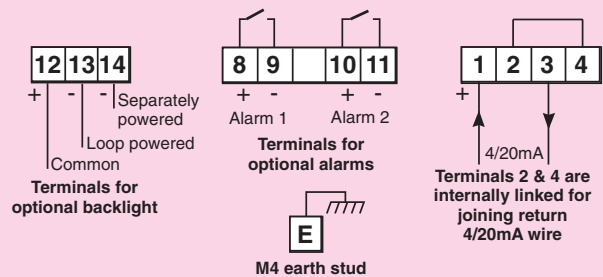 12 13 14
+ - -
Separately
powered
Loop powered
Common
Terminals for
optional backlight
8 9 10 11
+ - + -
Alarm 1 Alarm 2
Terminals for
optional alarms
E
M4 earth stud
1 2 3 4
+
4/20mA
Terminals 2 & 4 are
internally linked for
joining return
4/20mA wire